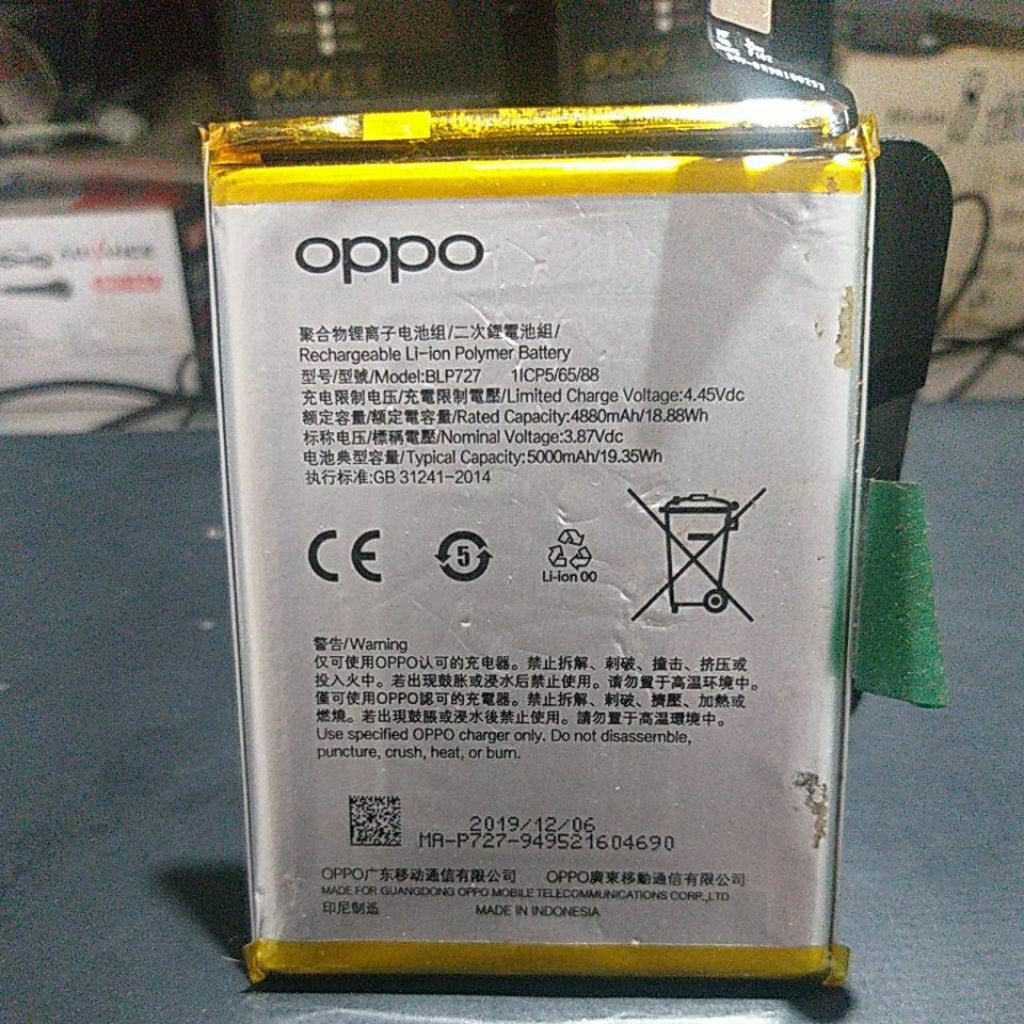 oppo
聚合物锂离子电池组/二次鋰電池組/
Rechargeable Li-ion Polymer Battery
型号/型號/Model:BLP727 1ICP5/65/88
充电限制电压/充電限制電壓/Limited Charge Voltage:4.45Vdc
额定容量/額定電容量/Rated Capacity:4880mAh/18.88Wh
标称电压/標稱電壓/Nominal Voltage:3.87Vdc
电池典型容量/Typical Capacity:5000mAh/19.35Wh
执行标准:GB 31241-2014
CE
5
Li-ion 00
警告/Warning
仅可使用OPPO认可的充电器。禁止拆解、刺破、撞击、挤压或
投入火中。若出现鼓胀或浸水后禁止使用。请勿置于高温环境中。
僅可使用OPPO認可的充電器。禁止拆解、刺破、擠壓、加熱或
燃燒。若出現鼓脹或浸水後禁止使用。請勿置于高溫環境中。
Use specified OPPO charger only. Do not disassemble,
puncture, crush, heat, or burn.
2019/12/06
MA-P727-949521604690
OPPO广东移动通信有限公司 OPPO廣東移動通信有限公司
MADE FOR GUANGDONG OPPO MOBILE TELECOMMUNICATIONS CORP.,LTD
印尼制造 MADE IN INDONESIA